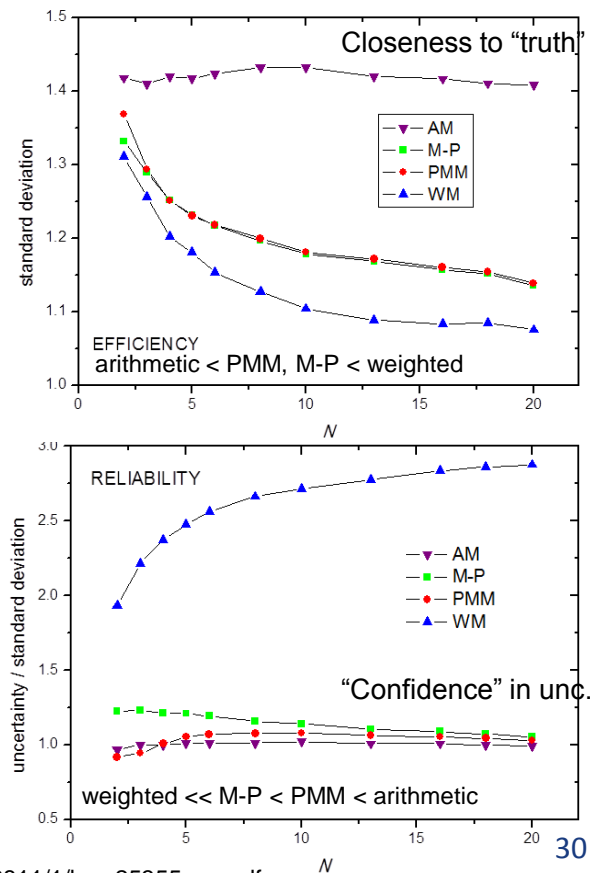 1.5
Closeness to “truth”
1.4
AM
M-P
PMM
WM
1.3
standard deviation
1.2
1.1
EFFICIENCY
arithmetic < PMM, M-P < weighted
1.0
0 5 10 15 20
N
3.0
RELIABILITY
2.5
AM
M-P
PMM
WM
2.0
uncertainty / standard deviation
1.5
“Confidence” in unc.
1.0
weighted << M-P < PMM < arithmetic
0.5
0 5 10 15 20
N
30